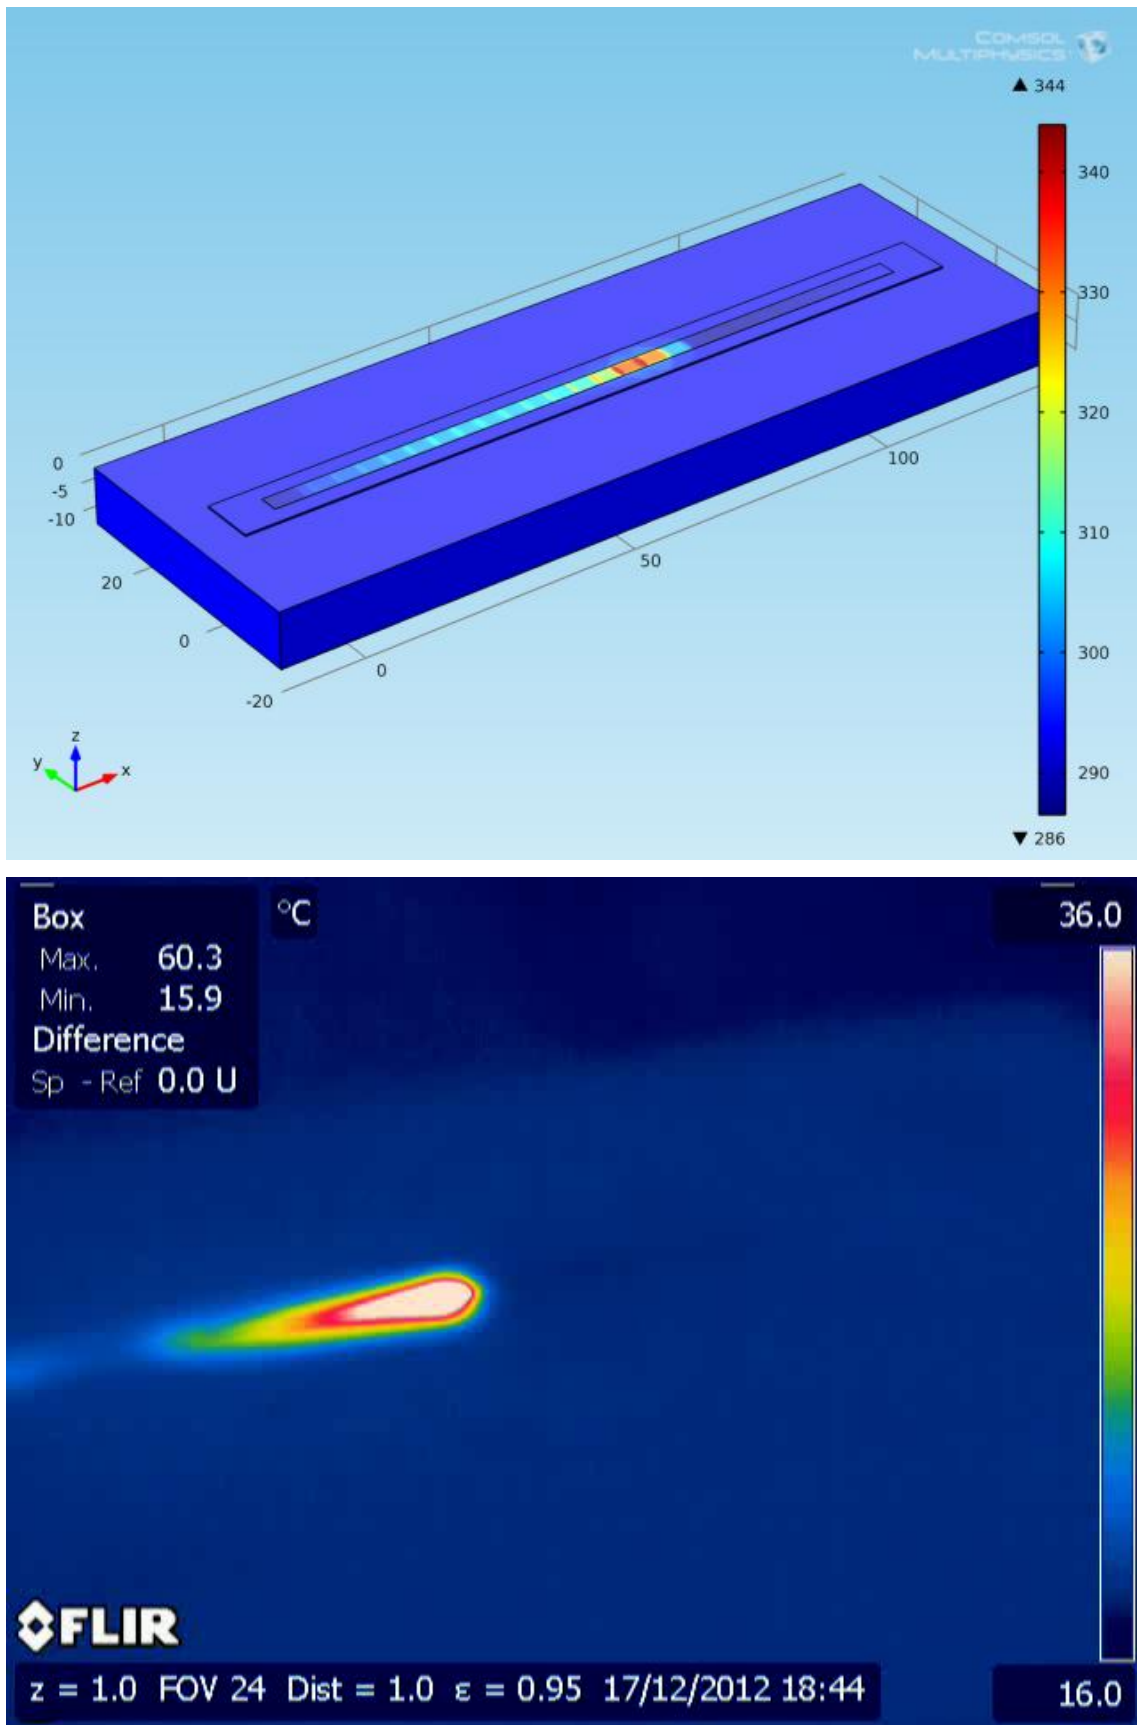 COMSOL
MULTIPHYSICS
▲ 344
340
330
320
310
300
290
▼ 286
0
-5
-10
20
0
-20
0
50
100
z
y
x
Box
Max. 60.3
Min. 15.9
Difference
Sp - Ref 0.0 U
°C
36.0
FLIR
z = 1.0 FOV 24 Dist = 1.0 ε = 0.95 17/12/2012 18:44
16.0